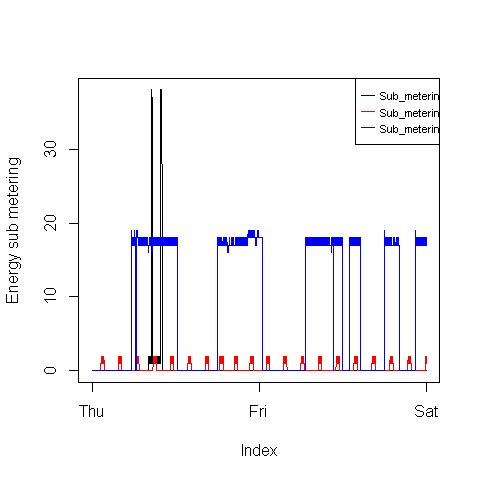 Sub_meterin
Sub_meterin
Sub_meterin
Energy sub metering
30
20
10
0
Thu
Fri
Sat
Index